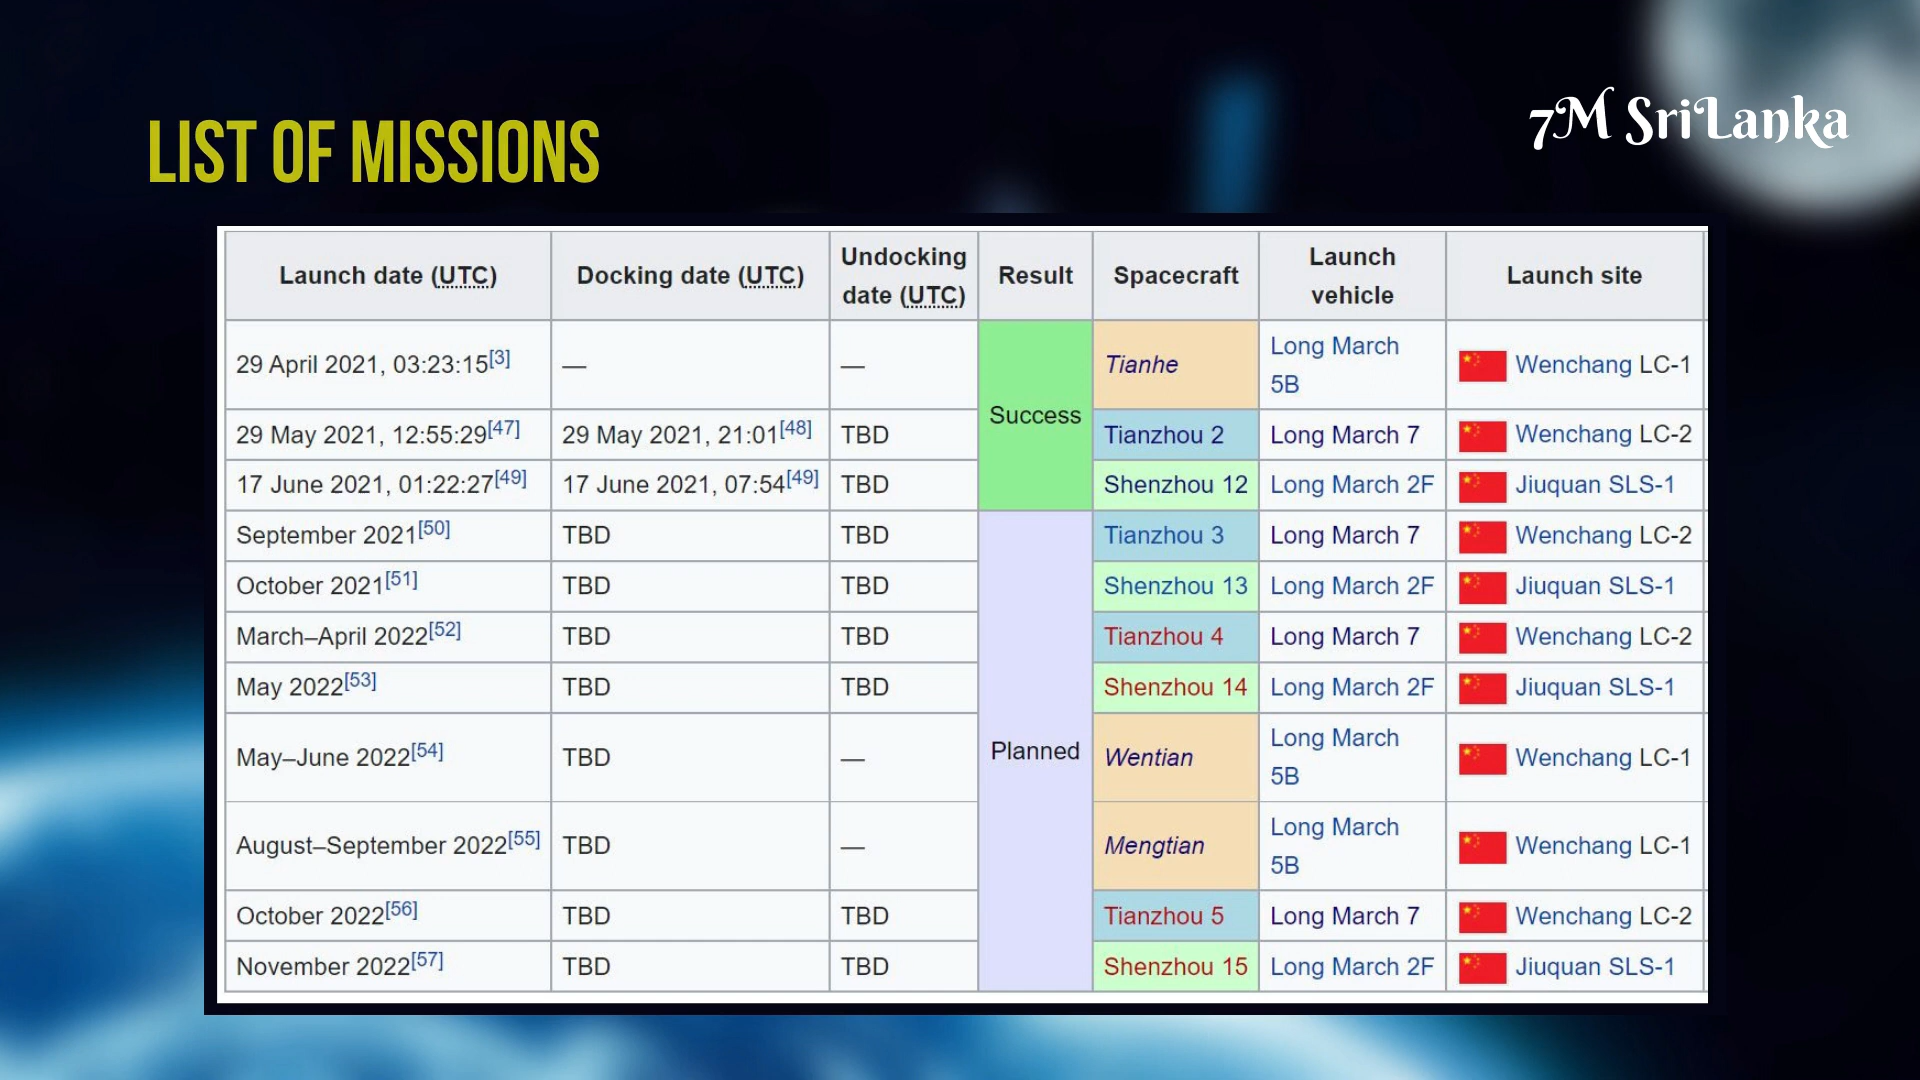 LIST OF MISSIONS
7M SriLanka
Launch date (UTC) Docking date (UTC) Undocking date (UTC) Result Spacecraft Launch vehicle Launch site
29 April 2021, 03:23:15[3] — — Success Tianhe Long March 5B Wenchang LC-1
29 May 2021, 12:55:29[47] 29 May 2021, 21:01[48] TBD Tianzhou 2 Long March 7 Wenchang LC-2
17 June 2021, 01:22:27[49] 17 June 2021, 07:54[49] TBD Shenzhou 12 Long March 2F Jiuquan SLS-1
September 2021[50] TBD TBD Planned Tianzhou 3 Long March 7 Wenchang LC-2
October 2021[51] TBD TBD Shenzhou 13 Long March 2F Jiuquan SLS-1
March–April 2022[52] TBD TBD Tianzhou 4 Long March 7 Wenchang LC-2
May 2022[53] TBD TBD Shenzhou 14 Long March 2F Jiuquan SLS-1
May–June 2022[54] TBD — Wentian Long March 5B Wenchang LC-1
August–September 2022[55] TBD — Mengtian Long March 5B Wenchang LC-1
October 2022[56] TBD TBD Tianzhou 5 Long March 7 Wenchang LC-2
November 2022[57] TBD TBD Shenzhou 15 Long March 2F Jiuquan SLS-1